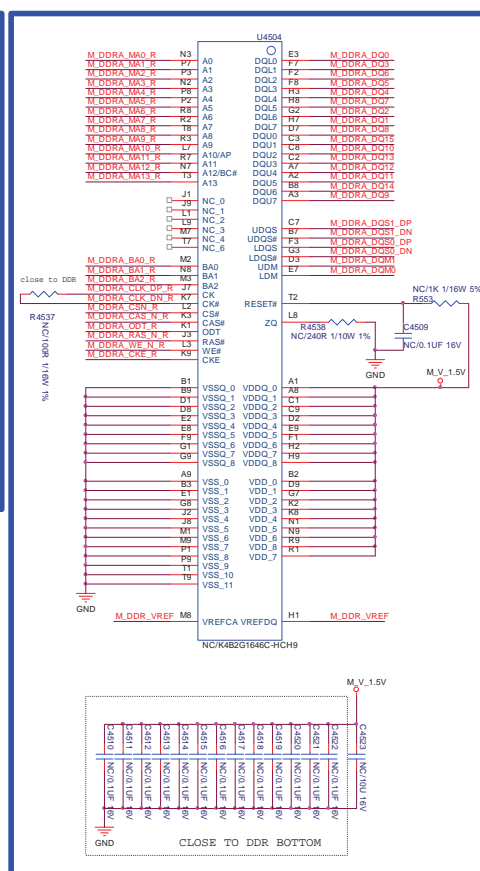 U4504
M_DDRA_MA0_R N3 A0
M_DDRA_MA1_R P7 A1
M_DDRA_MA2_R P3 A2
M_DDRA_MA3_R N2 A3
M_DDRA_MA4_R P8 A4
M_DDRA_MA5_R P2 A5
M_DDRA_MA6_R R8 A6
M_DDRA_MA7_R R2 A7
M_DDRA_MA8_R T8 A8
M_DDRA_MA9_R R3 A9
M_DDRA_MA10_R L7 A10/AP
M_DDRA_MA11_R R7 A11
M_DDRA_MA12_R N7 A12/BC#
M_DDRA_MA13_R T3 A13
J1 NC_0
J9 NC_1
L1 NC_2
L9 NC_3
M7 NC_4
T7 NC_6
M_DDRA_BA0_R M2 BA0
M_DDRA_BA1_R N8 BA1
M_DDRA_BA2_R M3 BA2
close to DDR
M_DDRA_CLK_DP_R J7 CK
M_DDRA_CLK_DN_R K7 CK#
M_DDRA_CSN_R L2 CS#
M_DDRA_CAS_N_R K3 CAS#
M_DDRA_ODT_R K1 ODT
M_DDRA_RAS_N_R J3 RAS#
M_DDRA_WE_N_R L3 WE#
M_DDRA_CKE_R K9 CKE
R4537
NC/100R 1/16W 1%
B1 VSSQ_0
B9 VSSQ_1
D1 VSSQ_2
D8 VSSQ_3
E2 VSSQ_4
E8 VSSQ_5
F9 VSSQ_6
G1 VSSQ_7
G9 VSSQ_8
A9 VSS_0
B3 VSS_1
E1 VSS_2
G8 VSS_3
J2 VSS_4
J8 VSS_5
M1 VSS_6
M9 VSS_7
P1 VSS_8
P9 VSS_9
T1 VSS_10
T9 VSS_11
GND
M_DDR_VREF M8 VREFCA
DQL0 E3 M_DDRA_DQ0
DQL1 F7 M_DDRA_DQ3
DQL2 F2 M_DDRA_DQ6
DQL3 F8 M_DDRA_DQ5
DQL4 H3 M_DDRA_DQ4
DQL5 H8 M_DDRA_DQ7
DQL6 G2 M_DDRA_DQ2
DQL7 H7 M_DDRA_DQ1
DQU0 D7 M_DDRA_DQ8
DQU1 C3 M_DDRA_DQ15
DQU2 C8 M_DDRA_DQ10
DQU3 C2 M_DDRA_DQ13
DQU4 A7 M_DDRA_DQ12
DQU5 A2 M_DDRA_DQ11
DQU6 B8 M_DDRA_DQ14
DQU7 A3 M_DDRA_DQ9
UDQS C7 M_DDRA_DQS1_DP
UDQS# B7 M_DDRA_DQS1_DN
LDQS F3 M_DDRA_DQS0_DP
LDQS# G3 M_DDRA_DQS0_DN
UDM D3 M_DDRA_DQM1
LDM E7 M_DDRA_DQM0
NC/1K 1/16W 5%
R553
RESET# T2
ZQ L8
R4538
NC/240R 1/10W 1%
C4509
NC/0.1UF 16V
GND
M_V_1.5V
VDDQ_0 A1
VDDQ_1 A8
VDDQ_2 C1
VDDQ_3 C9
VDDQ_4 D2
VDDQ_5 E9
VDDQ_6 F1
VDDQ_7 H2
VDDQ_8 H9
VDD_0 B2
VDD_1 D9
VDD_2 G7
VDD_3 K2
VDD_4 K8
VDD_5 N1
VDD_6 N9
VDD_8 R9
VDD_7 R1
VREFDQ H1 M_DDR_VREF
NC/K4B2G1646C-HCH9
M_V_1.5V
C4510 NC/0.1UF 16V
C4511 NC/0.1UF 16V
C4512 NC/0.1UF 16V
C4513 NC/0.1UF 16V
C4514 NC/0.1UF 16V
C4515 NC/0.1UF 16V
C4516 NC/0.1UF 16V
C4517 NC/0.1UF 16V
C4518 NC/0.1UF 16V
C4519 NC/0.1UF 16V
C4520 NC/0.1UF 16V
C4521 NC/0.1UF 16V
C4522 NC/0.1UF 16V
C4523 NC/10U 16V
GND
CLOSE TO DDR BOTTOM